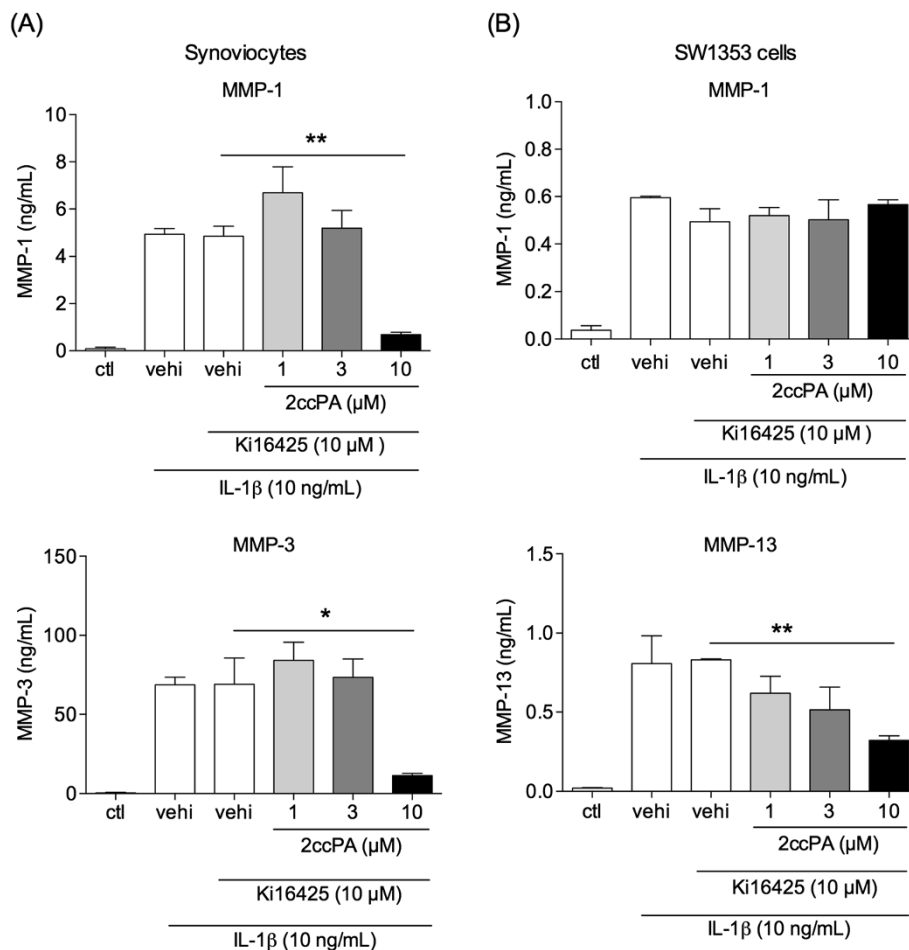 (A)
Synoviocytes
MMP-1
MMP-1 (ng/mL)
10
8
6
4
2
0
**
ctl vehi vehi 1 3 10
2ccPA (μM)
Ki16425 (10 μM )
IL-1β (10 ng/mL)
MMP-3
MMP-3 (ng/mL)
150
100
50
0
*
ctl vehi vehi 1 3 10
2ccPA (μM)
Ki16425 (10 μM)
IL-1β (10 ng/mL)
(B)
SW1353 cells
MMP-1
MMP-1 (ng/mL)
1.0
0.8
0.6
0.4
0.2
0.0
ctl vehi vehi 1 3 10
2ccPA (μM)
Ki16425 (10 μM )
IL-1β (10 ng/mL)
MMP-13
MMP-13 (ng/mL)
1.5
1.0
0.5
0.0
**
ctl vehi vehi 1 3 10
2ccPA (μM)
Ki16425 (10 μM)
IL-1β (10 ng/mL)